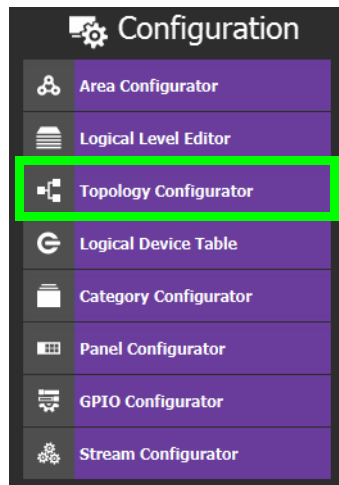 Configuration
Area Configurator
Logical Level Editor
Topology Configurator
Logical Device Table
Category Configurator
Panel Configurator
GPIO Configurator
Stream Configurator